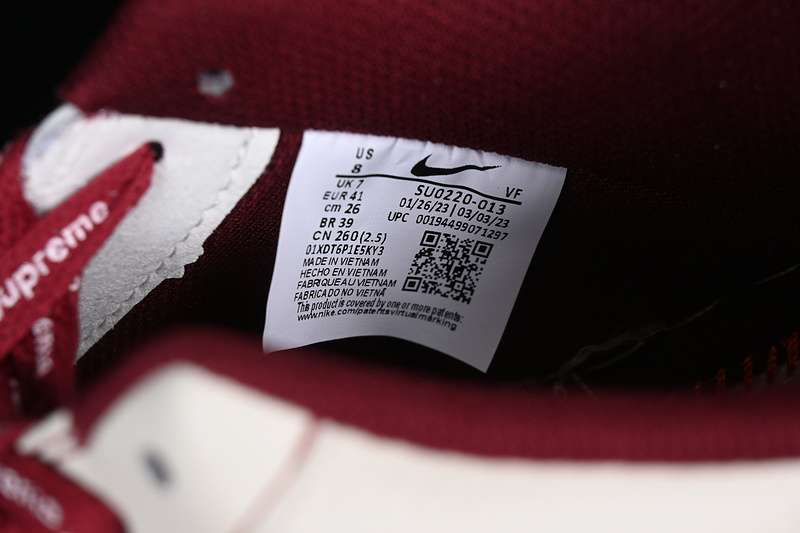 US
8
UK 7
EUR 41
cm 26
BR 39
CN 260 (2.5)
01XDT6P1E5KY3
MADE IN VIETNAM
HECHO EN VIETNAM
FABRIQUE AU VIETNAM
FABRICADO NO VIETNÃ
This product is covered by one or more patents:
www.nike.com/patentsvirtualmarking
SU0220-013 VF
01/26/23 | 03/03/23
UPC 00194499071297
Supreme